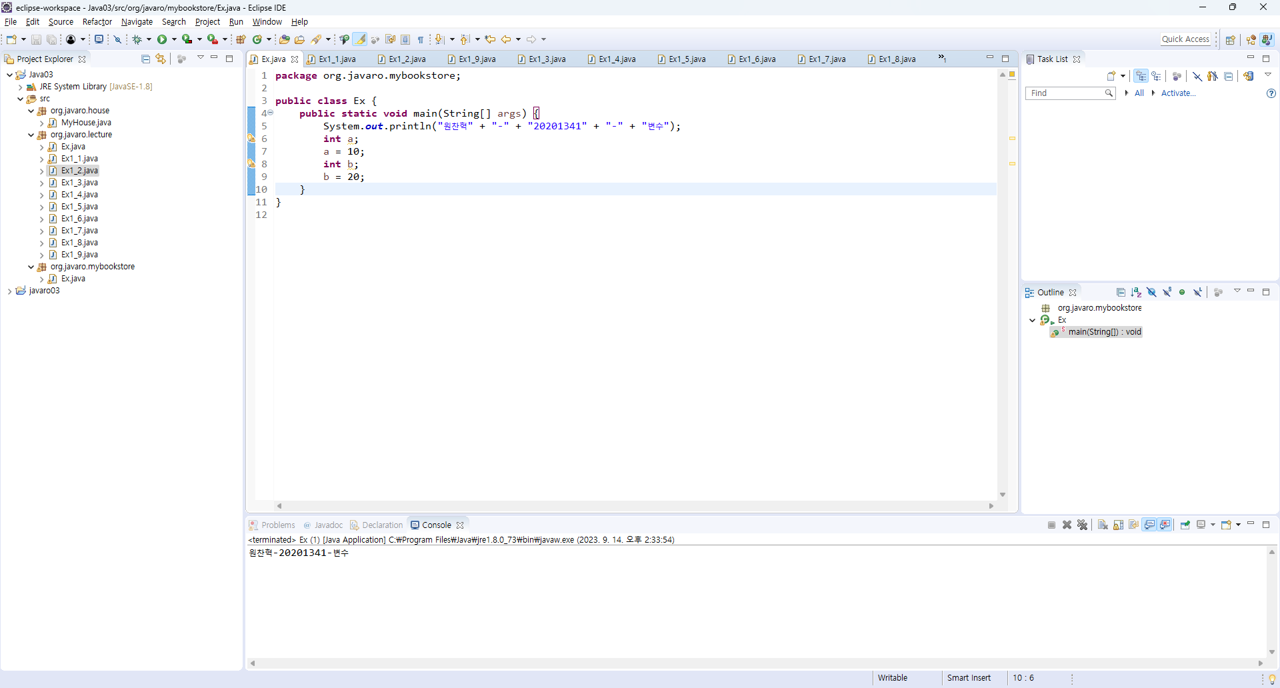 eclipse-workspace - Java03/src/org/javaro/mybookstore/Ex.java - Eclipse IDE
File Edit Source Refactor Navigate Search Project Run Window Help
Quick Access
Project Explorer
Java03
JRE System Library [JavaSE-1.8]
src
org.javaro.house
MyHouse.java
org.javaro.lecture
Ex.java
Ex1_1.java
Ex1_2.java
Ex1_3.java
Ex1_4.java
Ex1_5.java
Ex1_6.java
Ex1_7.java
Ex1_8.java
Ex1_9.java
org.javaro.mybookstore
Ex.java
javaro03
Ex.java Ex1_1.java Ex1_2.java Ex1_9.java Ex1_3.java Ex1_4.java Ex1_5.java Ex1_6.java Ex1_7.java Ex1_8.java »1
1 package org.javaro.mybookstore;
2
3 public class Ex {
4 public static void main(String[] args) {
5 System.out.println("원찬혁" + "-" + "20201341" + "-" + "변수");
6 int a;
7 a = 10;
8 int b;
9 b = 20;
10 }
11 }
12
Task List
Find All Activate...
Outline
org.javaro.mybookstore
Ex
main(String[]) : void
Problems @ Javadoc Declaration Console
<terminated> Ex (1) [Java Application] C:₩Program Files₩Java₩jre1.8.0_73₩bin₩javaw.exe (2023. 9. 14. 오후 2:33:54)
원찬혁-20201341-변수
Writable Smart Insert 10 : 6